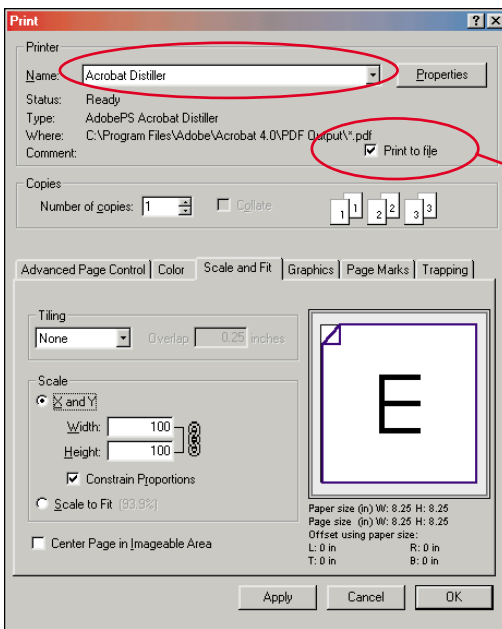 Print
Printer
Name: Acrobat Distiller Properties
Status: Ready
Type: AdobePS Acrobat Distiller
Where: C:\Program Files\Adobe\Acrobat 4.0\PDF Output\*.pdf
Comment: Print to file
Copies
Number of copies: 1 Collate 1 1 2 2 3 3
Advanced Page Control Color Scale and Fit Graphics Page Marks Trapping
Tiling
None Overlap 0.25 inches
Scale
X and Y
Width: 100
Height: 100
Constrain Proportions
Scale to Fit (93.9%)
Center Page in Imageable Area
E
Paper size (in) W: 8.25 H: 8.25
Page size (in) W: 8.25 H: 8.25
Offset using paper size:
L: 0 in R: 0 in
T: 0 in B: 0 in
Apply Cancel OK